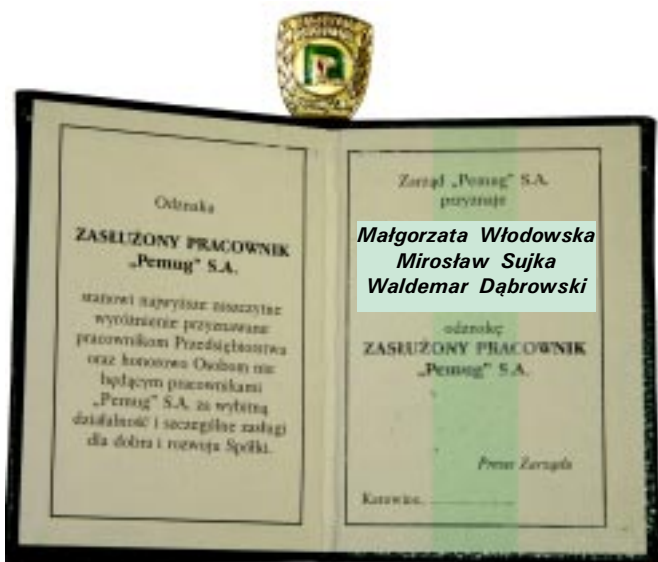 Odznaka
ZASŁUŻONY PRACOWNIK
„Pemug” S.A.
stanowi najwyższe zaszczytne
wyróżnienie przyznawane
pracownikom Przedsiębiorstwa
oraz honorowo Osobom nie
będącym pracownikami
„Pemug” S.A. za wybitną
działalność i szczególne zasługi
dla dobra i rozwoju Spółki.
Zarząd „Pemug” S.A.
przyznaje
Małgorzata Włodowska
Mirosław Sujka
Waldemar Dąbrowski
odznakę
ZASŁUŻONY PRACOWNIK
„Pemug” S.A.
Prezes Zarządu
Katowice,